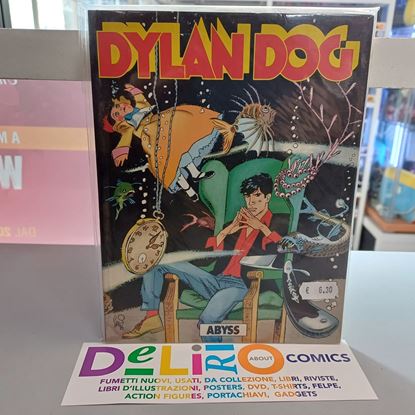 DYLAN DOG
€ 6,30
ABYSS
DeLiRiO ABOUT COMICS
FUMETTI NUOVI, USATI, DA COLLEZIONE, LIBRI, RIVISTE,
LIBRI D'ILLUSTRAZIONI, POSTERS, DVD, T-SHIRTS, FELPE,
ACTION FIGURES, PORTACHIAVI, GADGETS